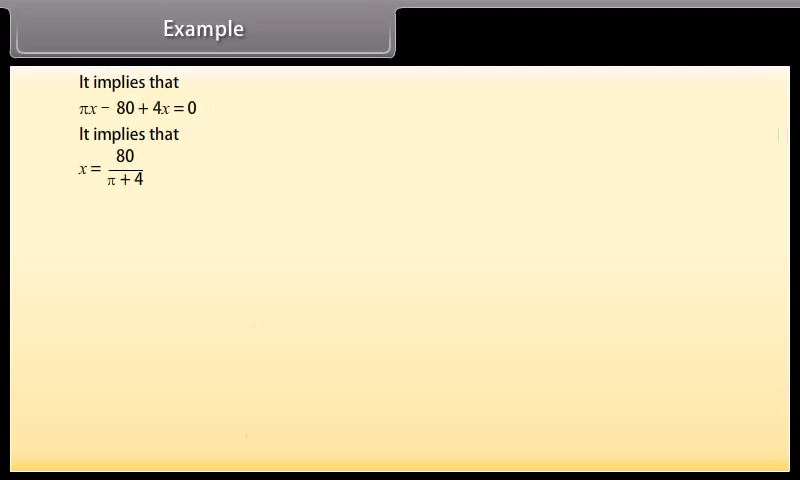 Example
It implies that
πx − 80 + 4x = 0
It implies that
x = 80 / π + 4